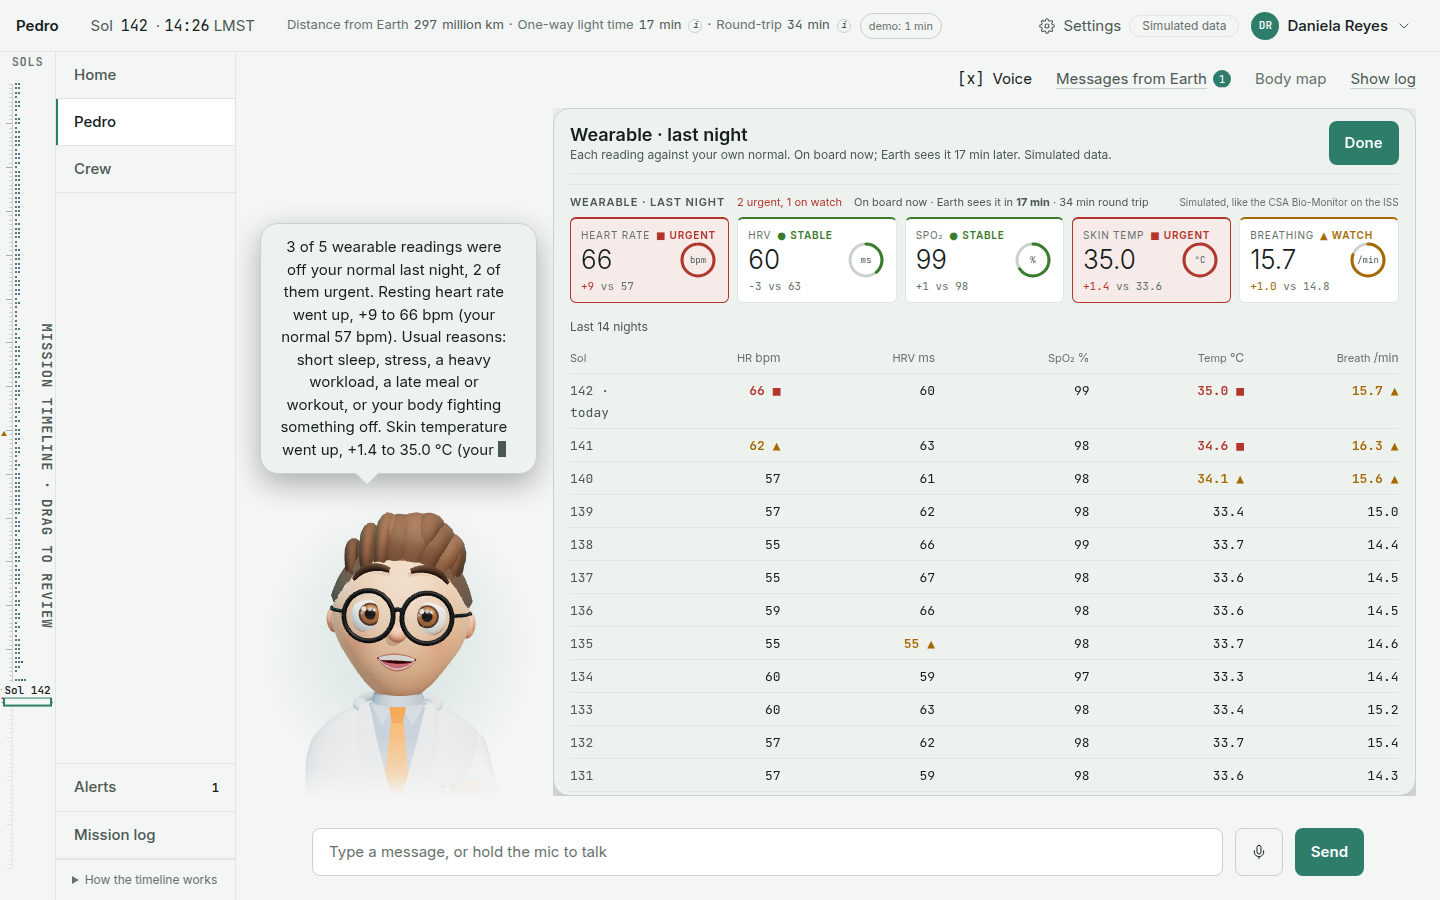 Pedro
Sol 142 · 14:26 LMST
Distance from Earth 297 million km · One-way light time 17 min i · Round-trip 34 min i
demo: 1 min
Settings
Simulated data
DR Daniela Reyes
SOLS
MISSION TIMELINE · DRAG TO REVIEW
Sol 142
Home
Pedro
Crew
Alerts 1
Mission log
▶ How the timeline works
[x] Voice
Messages from Earth 1
Body map
Show log
3 of 5 wearable readings were
off your normal last night, 2 of
them urgent. Resting heart rate
went up, +9 to 66 bpm (your
normal 57 bpm). Usual reasons:
short sleep, stress, a heavy
workload, a late meal or
workout, or your body fighting
something off. Skin temperature
went up, +1.4 to 35.0 °C (your
Wearable · last night
Each reading against your own normal. On board now; Earth sees it 17 min later. Simulated data.
Done
WEARABLE · LAST NIGHT 2 urgent, 1 on watch On board now · Earth sees it in 17 min · 34 min round trip Simulated, like the CSA Bio-Monitor on the ISS
HEART RATE ■ URGENT
66 bpm
+9 vs 57
HRV ● STABLE
60 ms
-3 vs 63
SPO₂ ● STABLE
99 %
+1 vs 98
SKIN TEMP ■ URGENT
35.0 °C
+1.4 vs 33.6
BREATHING ▲ WATCH
15.7 /min
+1.0 vs 14.8
Last 14 nights
Sol HR bpm HRV ms SpO₂ % Temp °C Breath /min
142 · today 66 ■ 60 99 35.0 ■ 15.7 ▲
141 62 ▲ 63 98 34.6 ■ 16.3 ▲
140 57 61 98 34.1 ▲ 15.6 ▲
139 57 62 98 33.4 15.0
138 55 66 99 33.7 14.4
137 55 67 98 33.6 14.5
136 59 66 98 33.6 14.5
135 55 55 ▲ 98 33.7 14.6
134 60 59 97 33.3 14.4
133 60 63 98 33.4 15.2
132 57 62 98 33.7 15.4
131 57 59 98 33.6 14.3
Type a message, or hold the mic to talk
Send